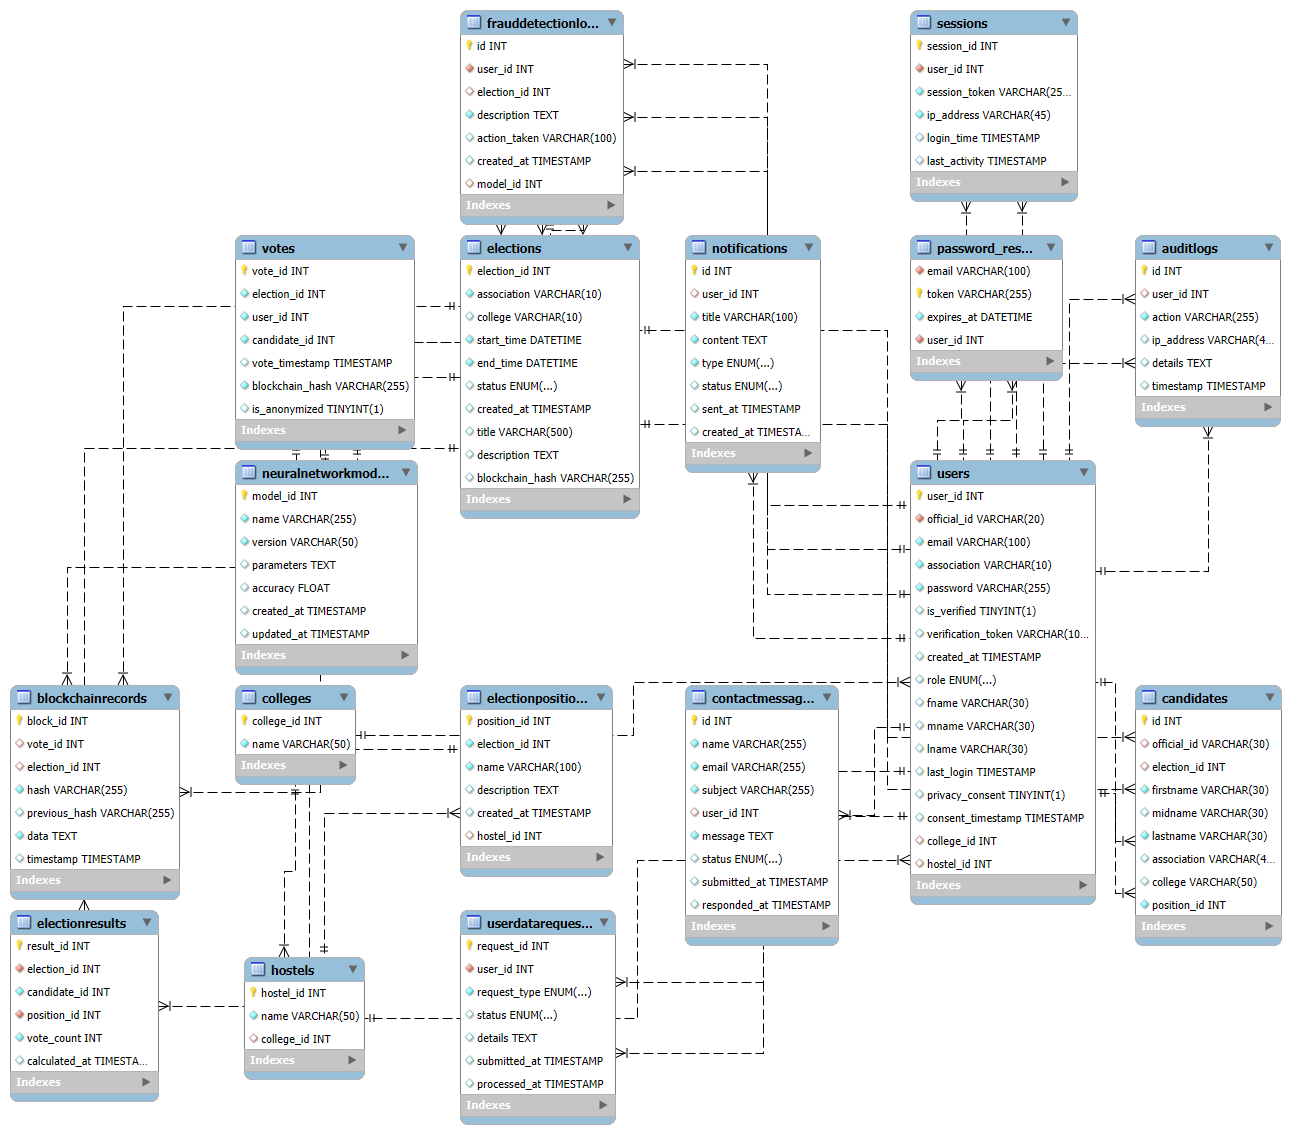 frauddetectionlo...
id INT
user_id INT
election_id INT
description TEXT
action_taken VARCHAR(100)
created_at TIMESTAMP
model_id INT
Indexes
sessions
session_id INT
user_id INT
session_token VARCHAR(25...
ip_address VARCHAR(45)
login_time TIMESTAMP
last_activity TIMESTAMP
Indexes
votes
vote_id INT
election_id INT
user_id INT
candidate_id INT
vote_timestamp TIMESTAMP
blockchain_hash VARCHAR(255)
is_anonymized TINYINT(1)
Indexes
elections
election_id INT
association VARCHAR(10)
college VARCHAR(10)
start_time DATETIME
end_time DATETIME
status ENUM(...)
created_at TIMESTAMP
title VARCHAR(500)
description TEXT
blockchain_hash VARCHAR(255)
Indexes
notifications
id INT
user_id INT
title VARCHAR(100)
content TEXT
type ENUM(...)
status ENUM(...)
sent_at TIMESTAMP
created_at TIMESTA...
Indexes
password_res...
email VARCHAR(100)
token VARCHAR(255)
expires_at DATETIME
user_id INT
Indexes
auditlogs
id INT
user_id INT
action VARCHAR(255)
ip_address VARCHAR(4...
details TEXT
timestamp TIMESTAMP
Indexes
neuralnetworkmod...
model_id INT
name VARCHAR(255)
version VARCHAR(50)
parameters TEXT
accuracy FLOAT
created_at TIMESTAMP
updated_at TIMESTAMP
Indexes
users
user_id INT
official_id VARCHAR(20)
email VARCHAR(100)
association VARCHAR(10)
password VARCHAR(255)
is_verified TINYINT(1)
verification_token VARCHAR(10...
created_at TIMESTAMP
role ENUM(...)
fname VARCHAR(30)
mname VARCHAR(30)
lname VARCHAR(30)
last_login TIMESTAMP
privacy_consent TINYINT(1)
consent_timestamp TIMESTAMP
college_id INT
hostel_id INT
Indexes
blockchainrecords
block_id INT
vote_id INT
election_id INT
hash VARCHAR(255)
previous_hash VARCHAR(255)
data TEXT
timestamp TIMESTAMP
Indexes
colleges
college_id INT
name VARCHAR(50)
Indexes
electionpositio...
position_id INT
election_id INT
name VARCHAR(100)
description TEXT
created_at TIMESTAMP
hostel_id INT
Indexes
contactmessag...
id INT
name VARCHAR(255)
email VARCHAR(255)
subject VARCHAR(255)
user_id INT
message TEXT
status ENUM(...)
submitted_at TIMESTAMP
responded_at TIMESTAMP
Indexes
candidates
id INT
official_id VARCHAR(30)
election_id INT
firstname VARCHAR(30)
midname VARCHAR(30)
lastname VARCHAR(30)
association VARCHAR(4...
college VARCHAR(50)
position_id INT
Indexes
electionresults
result_id INT
election_id INT
candidate_id INT
position_id INT
vote_count INT
calculated_at TIMESTA...
Indexes
hostels
hostel_id INT
name VARCHAR(50)
college_id INT
Indexes
userdatareques...
request_id INT
user_id INT
request_type ENUM(...)
status ENUM(...)
details TEXT
submitted_at TIMESTAMP
processed_at TIMESTAMP
Indexes